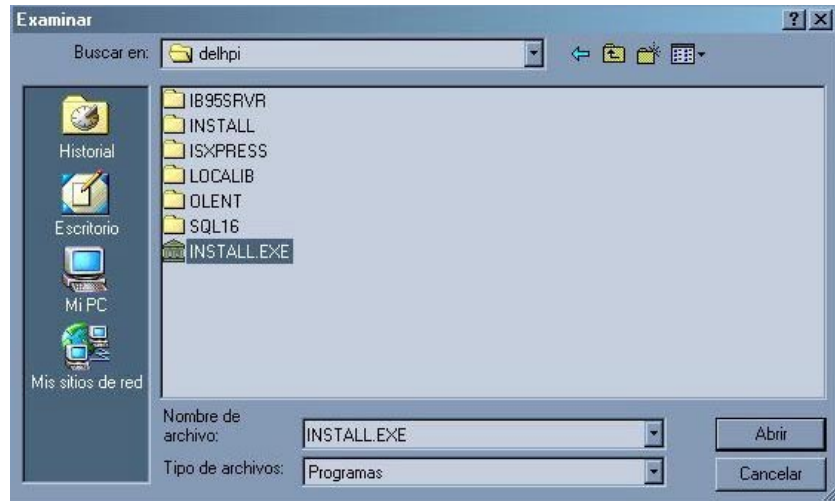 Examinar
Buscar en:
delhpi
Historial
Escritorio
Mi PC
Mis sitios de red
IB95SRVR
INSTALL
ISXPRESS
LOCALIB
OLENT
SQL16
INSTALL.EXE
Nombre de
archivo:
INSTALL.EXE
Abrir
Tipo de archivos:
Programas
Cancelar